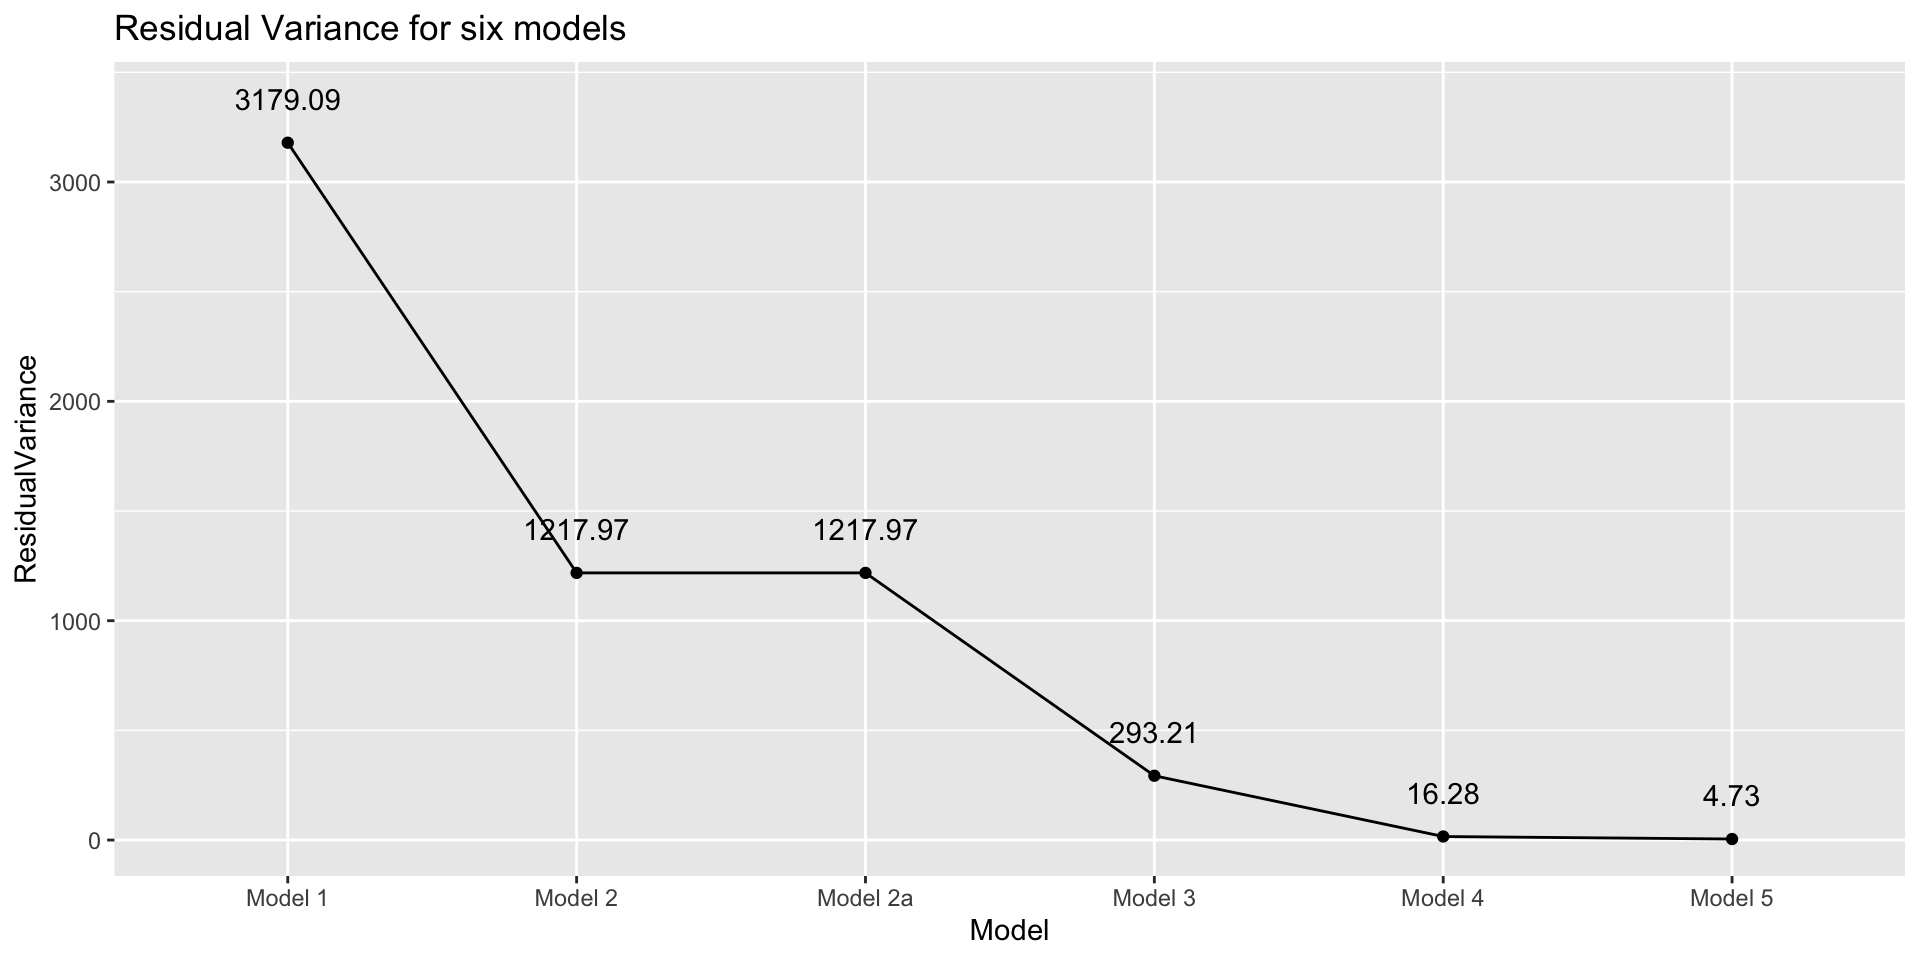 Residual Variance for six models
3179.09
3000
2000
1217.97 1217.97
1000
293.21
16.28 4.73
0
ResidualVariance
Model 1 Model 2 Model 2a Model 3 Model 4 Model 5
Model